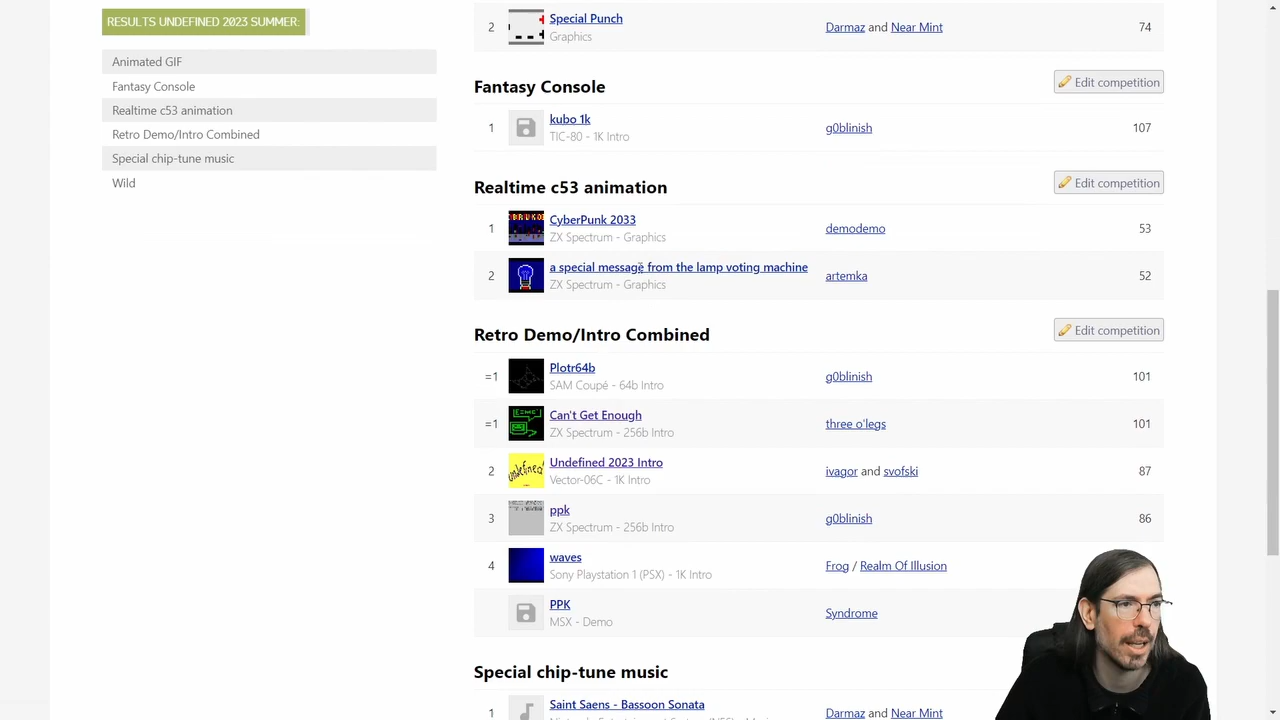 RESULTS UNDEFINED 2023 SUMMER:
Animated GIF
Fantasy Console
Realtime c53 animation
Retro Demo/Intro Combined
Special chip-tune music
Wild
2 Special Punch Darmaz and Near Mint 74
Graphics
Fantasy Console Edit competition
1 kubo 1k g0blinish 107
TIC-80 - 1K Intro
Realtime c53 animation Edit competition
1 CyberPunk 2033 demodemo 53
ZX Spectrum - Graphics
2 a special message from the lamp voting machine artemka 52
ZX Spectrum - Graphics
Retro Demo/Intro Combined Edit competition
=1 Plotr64b g0blinish 101
SAM Coupé - 64b Intro
=1 Can't Get Enough three o'legs 101
ZX Spectrum - 256b Intro
2 Undefined 2023 Intro ivagor and svofski 87
Vector-06C - 1K Intro
3 ppk g0blinish 86
ZX Spectrum - 256b Intro
4 waves Frog / Realm Of Illusion
Sony Playstation 1 (PSX) - 1K Intro
PPK Syndrome
MSX - Demo
Special chip-tune music
1 Saint Saens - Bassoon Sonata Darmaz and Near Mint